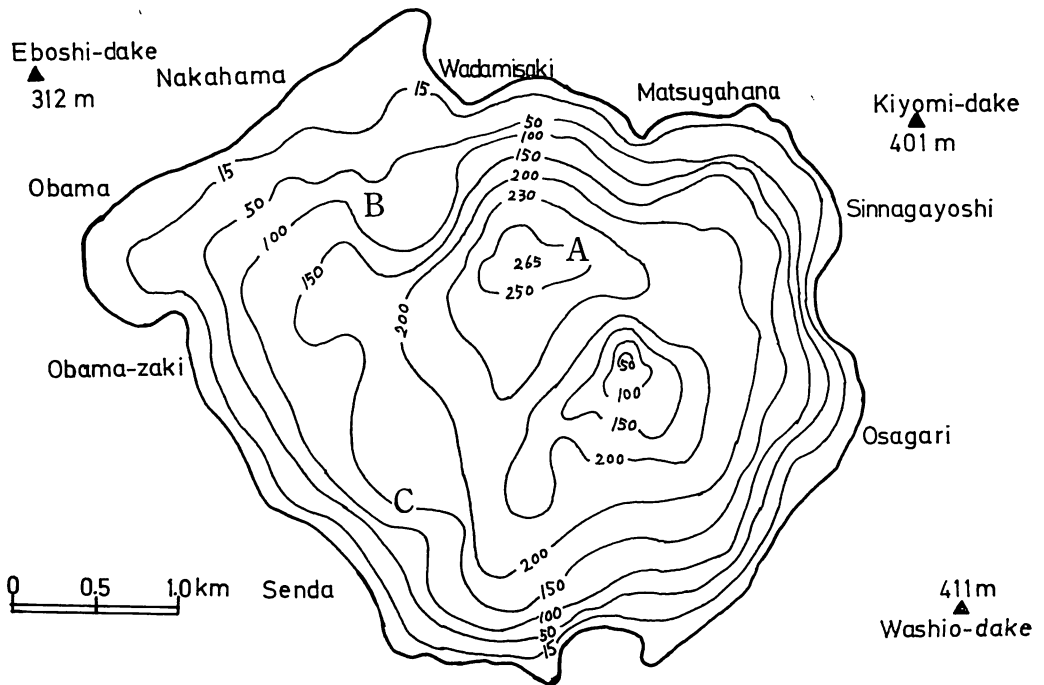 Eboshi-dake
312 m
Nakahama
Wadamisaki
Matsugahana
Kiyomi-dake
401 m
Obama
Sinnagayoshi
Obama-zaki
Osagari
Senda
411 m
Washio-dake
0 0.5 1.0 km
15
15
50
100
150
200
230
50
100
150
200
B
A
265
250
50
100
150
200
C
200
150
100
50
15